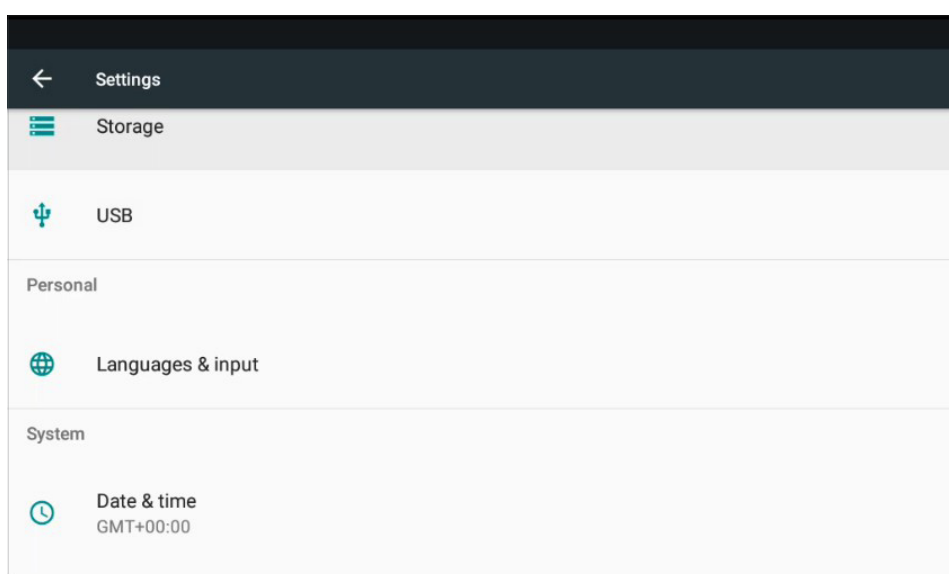 Settings
Storage
USB
Personal
Languages & input
System
Date & time
GMT+00:00